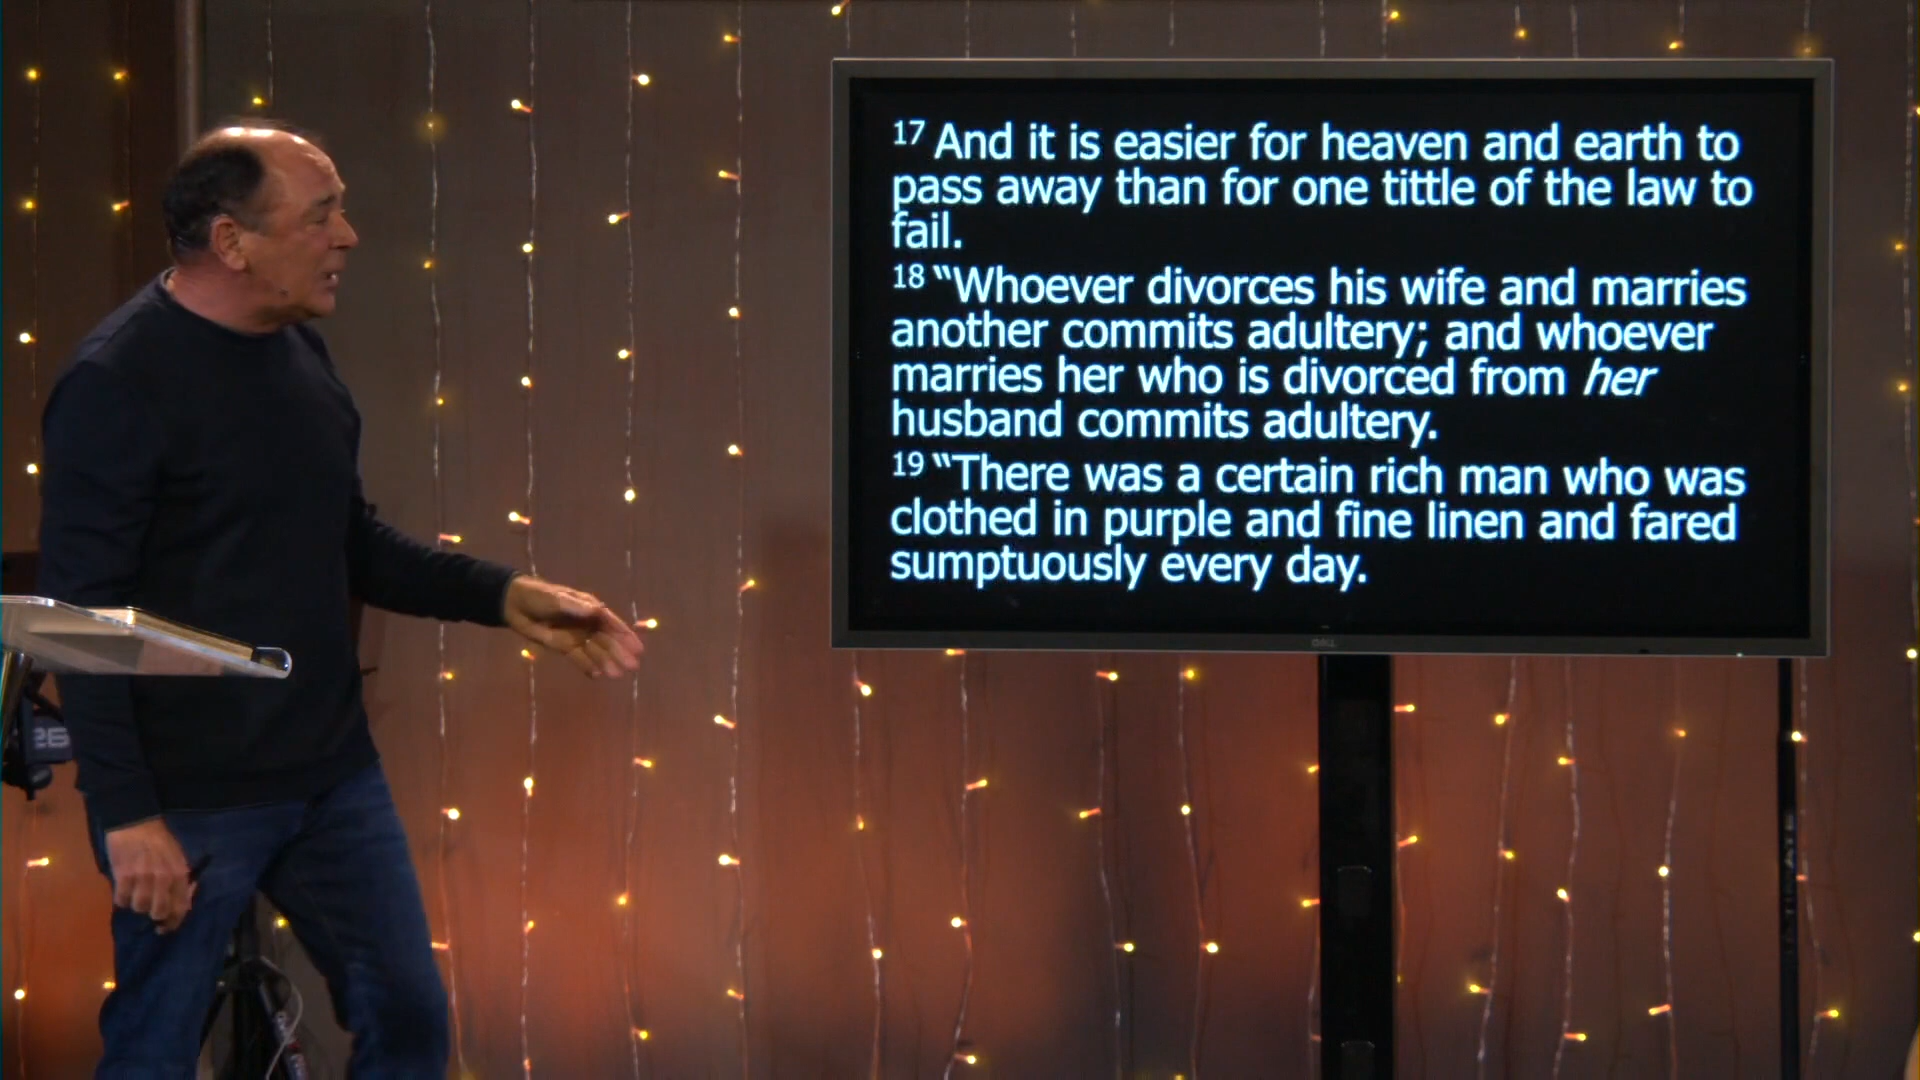 17 And it is easier for heaven and earth to
pass away than for one tittle of the law to
fail.
18 “Whoever divorces his wife and marries
another commits adultery; and whoever
marries her who is divorced from her
husband commits adultery.
19 “There was a certain rich man who was
clothed in purple and fine linen and fared
sumptuously every day.
DELL